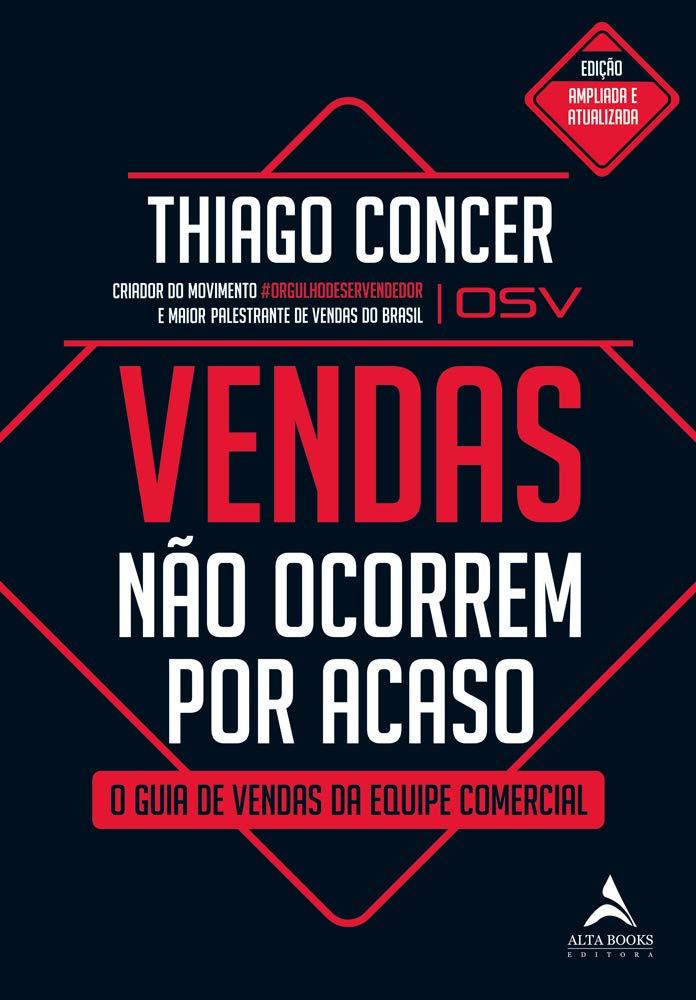 EDIÇÃO
AMPLIADA E
ATUALIZADA
THIAGO CONCER
CRIADOR DO MOVIMENTO #ORGULHODESERVENDEDOR
E MAIOR PALESTRANTE DE VENDAS DO BRASIL
OSV
VENDAS
NÃO OCORREM
POR ACASO
O GUIA DE VENDAS DA EQUIPE COMERCIAL
ALTA BOOKS
EDITORA